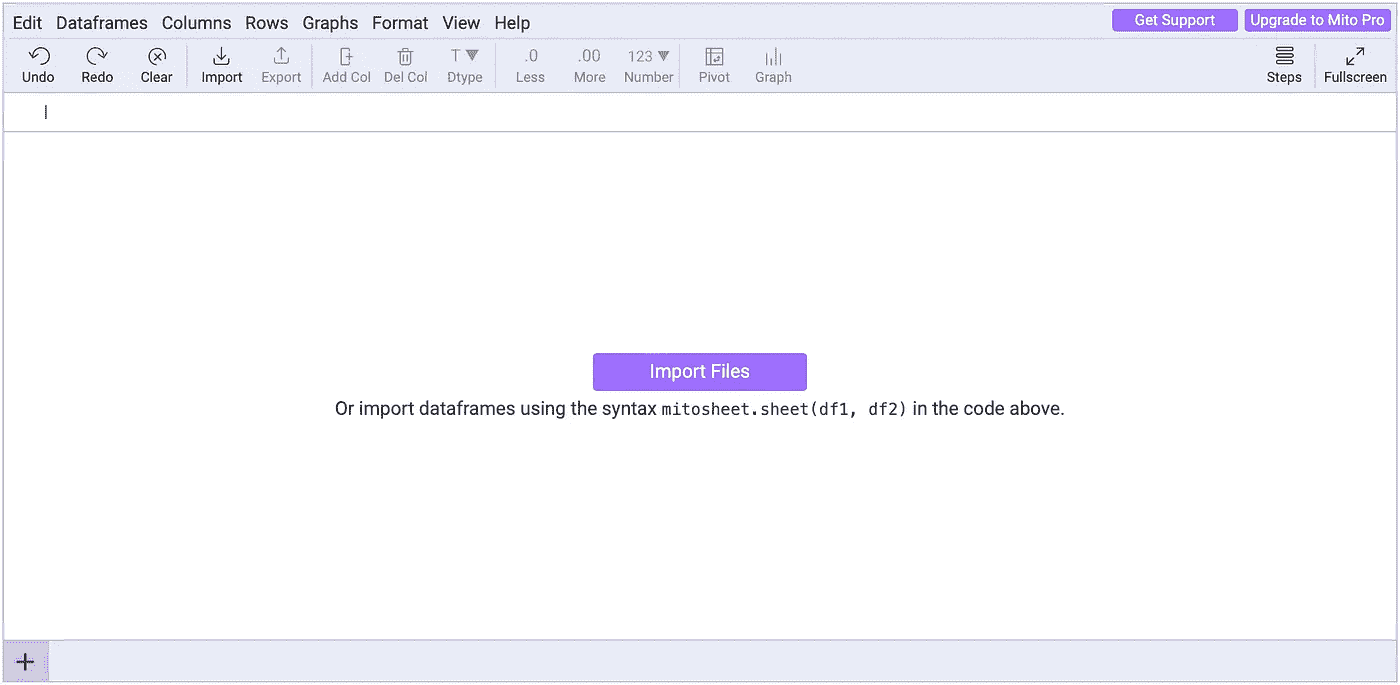 Edit Dataframes Columns Rows Graphs Format View Help Get Support Upgrade to Mito Pro
T .0 .00 123
Undo Redo Clear Import Export Add Col Del Col Dtype Less More Number Pivot Graph Steps Fullscreen
Import Files
Or import dataframes using the syntax mitosheet.sheet(df1, df2) in the code above.